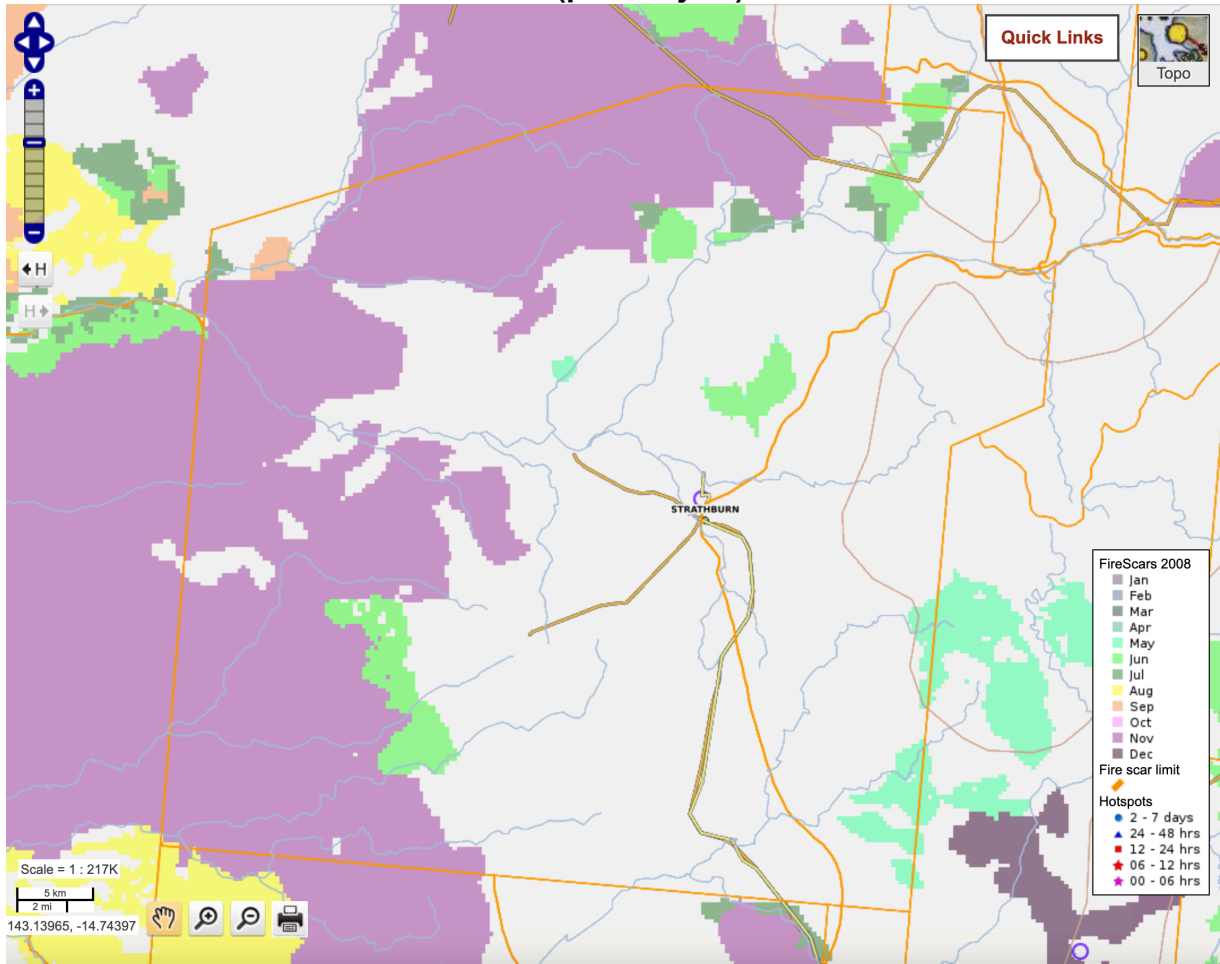 Quick Links
Topo
+
−
H
H
STRATHBURN
FireScars 2008
Jan
Feb
Mar
Apr
May
Jun
Jul
Aug
Sep
Oct
Nov
Dec
Fire scar limit
Hotspots
2 - 7 days
24 - 48 hrs
12 - 24 hrs
06 - 12 hrs
00 - 06 hrs
Scale = 1 : 217K
5 km
2 mi
143.13965, -14.74397